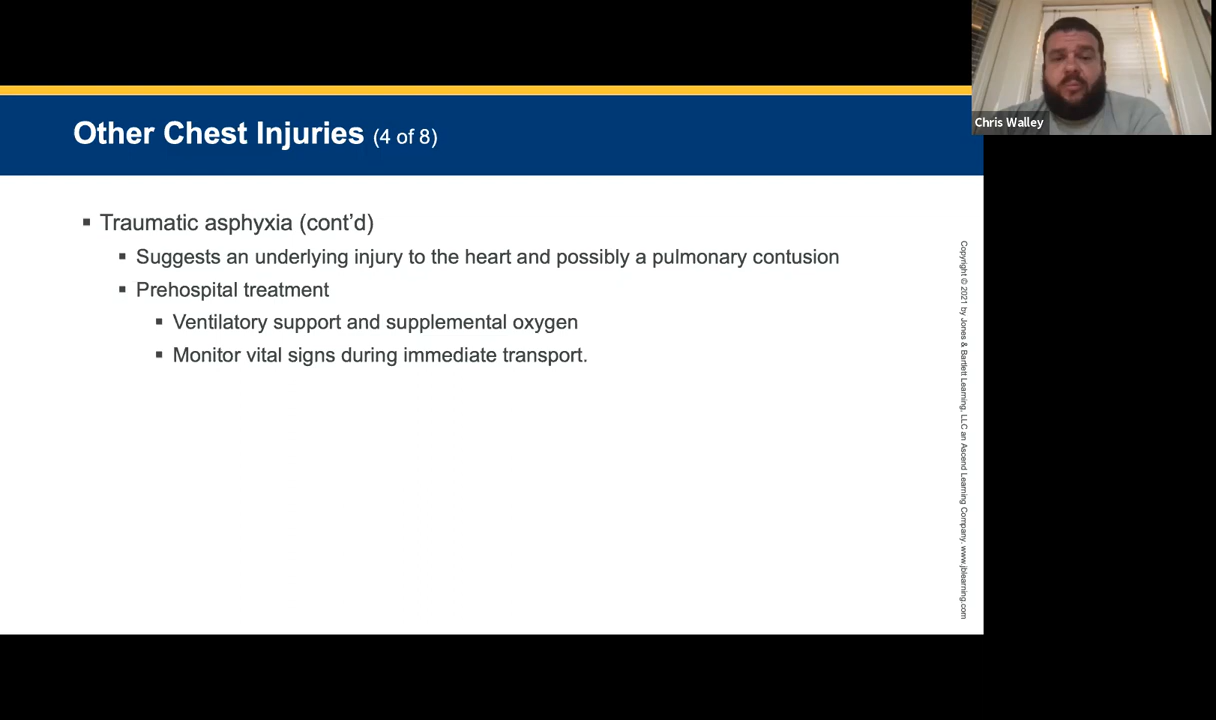 Other Chest Injuries (4 of 8)
Chris Walley
▪ Traumatic asphyxia (cont’d)
▪ Suggests an underlying injury to the heart and possibly a pulmonary contusion
▪ Prehospital treatment
▪ Ventilatory support and supplemental oxygen
▪ Monitor vital signs during immediate transport.
Copyright © 2021 by Jones & Bartlett Learning, LLC an Ascend Learning Company. www.jblearning.com